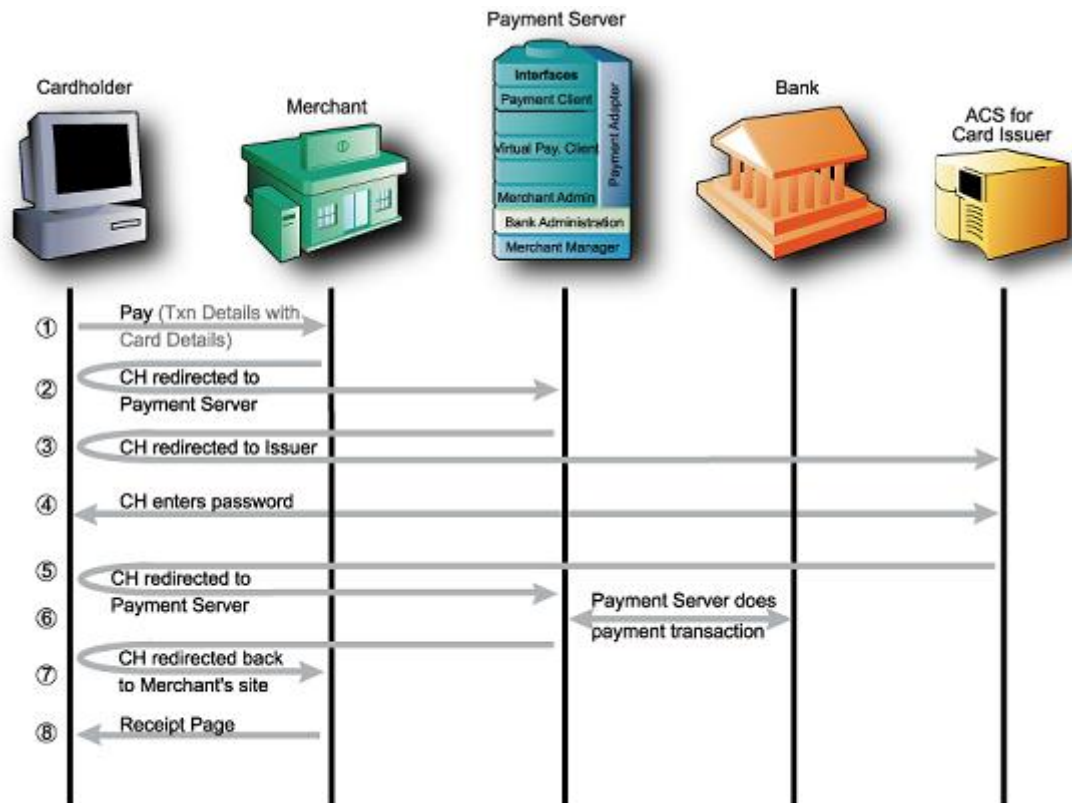 Payment Server
Cardholder
Merchant
Interfaces
Payment Client
Virtual Pay. Client
Merchant Admin
Payment Adapter
Bank Administration
Merchant Manager
Bank
ACS for
Card Issuer
① Pay (Txn Details with
Card Details)
② CH redirected to
Payment Server
③ CH redirected to Issuer
④ CH enters password
⑤ CH redirected to
Payment Server
⑥ Payment Server does
payment transaction
⑦ CH redirected back
to Merchant's site
⑧ Receipt Page